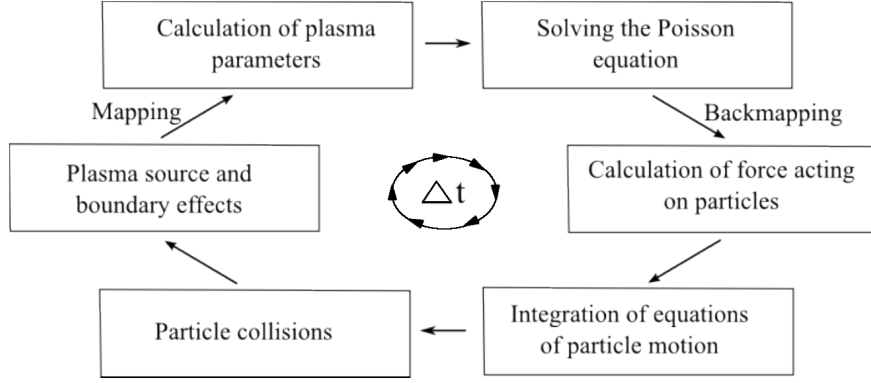 Calculation of plasma
parameters
Solving the Poisson
equation
Mapping
Backmapping
Plasma source and
boundary effects
△t
Calculation of force acting
on particles
Particle collisions
Integration of equations
of particle motion